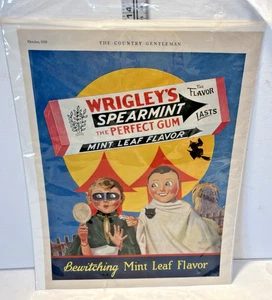 THE COUNTRY GENTLEMAN
WRIGLEY'S
SPEARMINT
THE PERFECT GUM
MINT LEAF FLAVOR
THE
FLAVOR
LASTS
Bewitching Mint Leaf Flavor